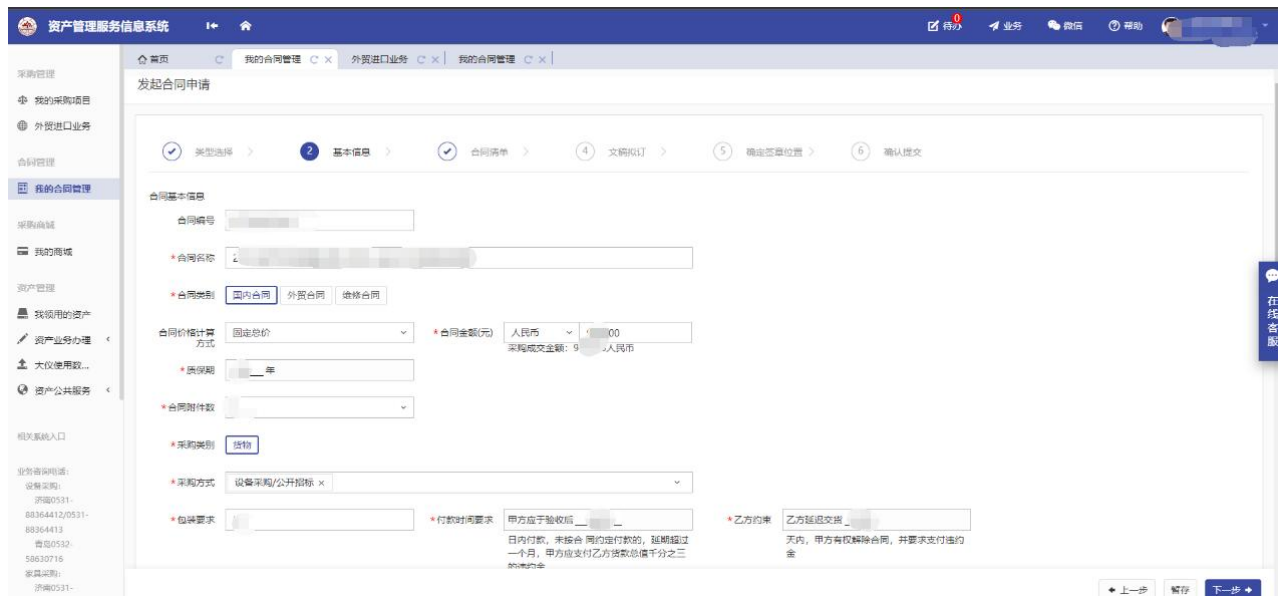 资产管理服务信息系统
待办
0
业务
微信
帮助
首页
我的合同管理
外贸进口业务
我的合同管理
发起合同申请
采购管理
我的采购项目
外贸进口业务
合同管理
我的合同管理
采购商城
我的商城
资产管理
我领用的资产
资产业务办理
大仪使用数...
资产公共服务
相关系统入口
业务咨询电话:
设备采购:
济南0531-
88364412/0531-
88364413
青岛0532-
58630716
家具采购:
济南0531-
类型选择
2
基本信息
合同清单
4
文稿拟订
5
确定签章位置
6
确认提交
合同基本信息
合同编号
*合同名称
2
*合同类别
国内合同
外贸合同
维修合同
合同价格计算
方式
固定总价
*合同金额(元)
人民币
00
采购成交金额:9
人民币
*质保期
年
*合同附件数
*采购类别
货物
*采购方式
设备采购/公开招标 ×
*包装要求
*付款时间要求
甲方应于验收后
日内付款,未按合 同约定付款的,延期超过
一个月,甲方应支付乙方货款总值千分之三
的违约金
*乙方约束
乙方延迟交货
天内,甲方有权解除合同,并要求支付违约
金
在线客服
上一步
暂存
下一步